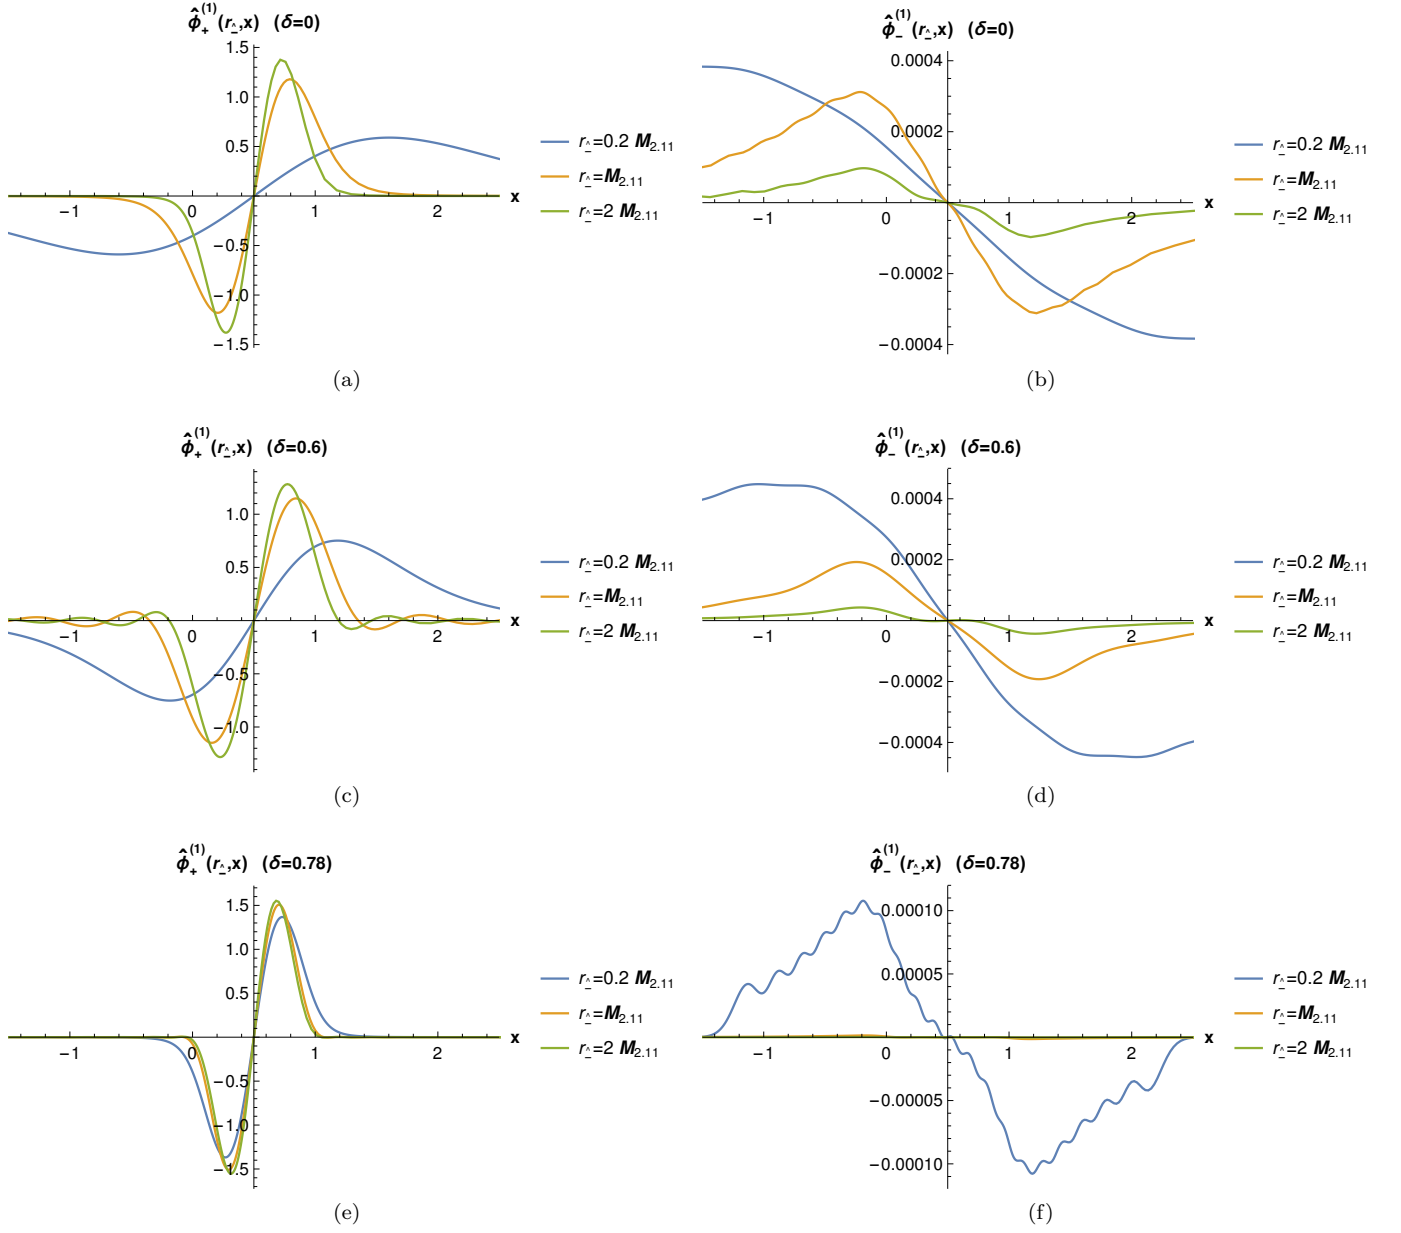 ϕ̂₊⁽¹⁾(r₋̂,x) (δ=0)
1.5
1.0
0.5
−0.5
−1.0
−1.5
−1 0 1 2 x
r₋̂=0.2 M2.11
r₋̂=M2.11
r₋̂=2 M2.11
(a)
ϕ̂₋⁽¹⁾(r₋̂,x) (δ=0)
0.0004
0.0002
−0.0002
−0.0004
−1 0 1 2 x
r₋̂=0.2 M2.11
r₋̂=M2.11
r₋̂=2 M2.11
(b)
ϕ̂₊⁽¹⁾(r₋̂,x) (δ=0.6)
1.0
0.5
−0.5
−1.0
−1 0 1 2 x
r₋̂=0.2 M2.11
r₋̂=M2.11
r₋̂=2 M2.11
(c)
ϕ̂₋⁽¹⁾(r₋̂,x) (δ=0.6)
0.0004
0.0002
−0.0002
−0.0004
−1 0 1 2 x
r₋̂=0.2 M2.11
r₋̂=M2.11
r₋̂=2 M2.11
(d)
ϕ̂₊⁽¹⁾(r₋̂,x) (δ=0.78)
1.5
1.0
0.5
−0.5
−1.0
−1.5
−1 0 1 2 x
r₋̂=0.2 M2.11
r₋̂=M2.11
r₋̂=2 M2.11
(e)
ϕ̂₋⁽¹⁾(r₋̂,x) (δ=0.78)
0.00010
0.00005
−0.00005
−0.00010
−1 0 1 2 x
r₋̂=0.2 M2.11
r₋̂=M2.11
r₋̂=2 M2.11
(f)